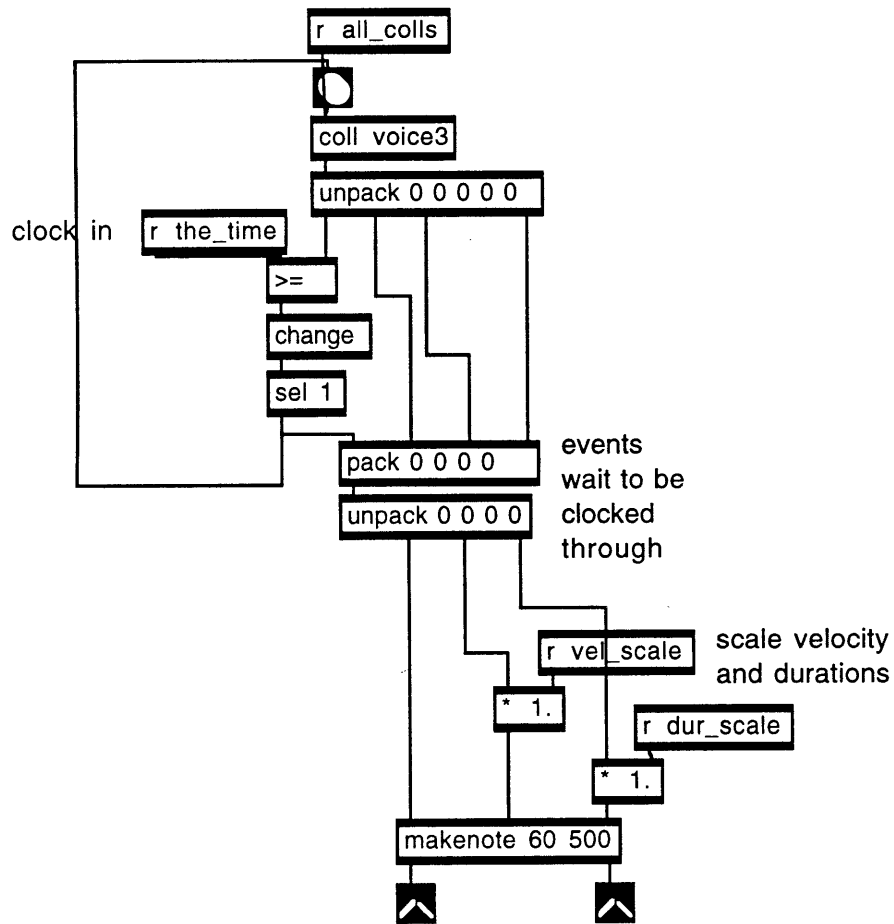 r all_colls
coll voice3
unpack 0 0 0 0 0
clock in
r the_time
>=
change
sel 1
pack 0 0 0 0
events
wait to be
clocked
through
unpack 0 0 0 0
r vel_scale
scale velocity
and durations
* 1.
r dur_scale
* 1.
makenote 60 500